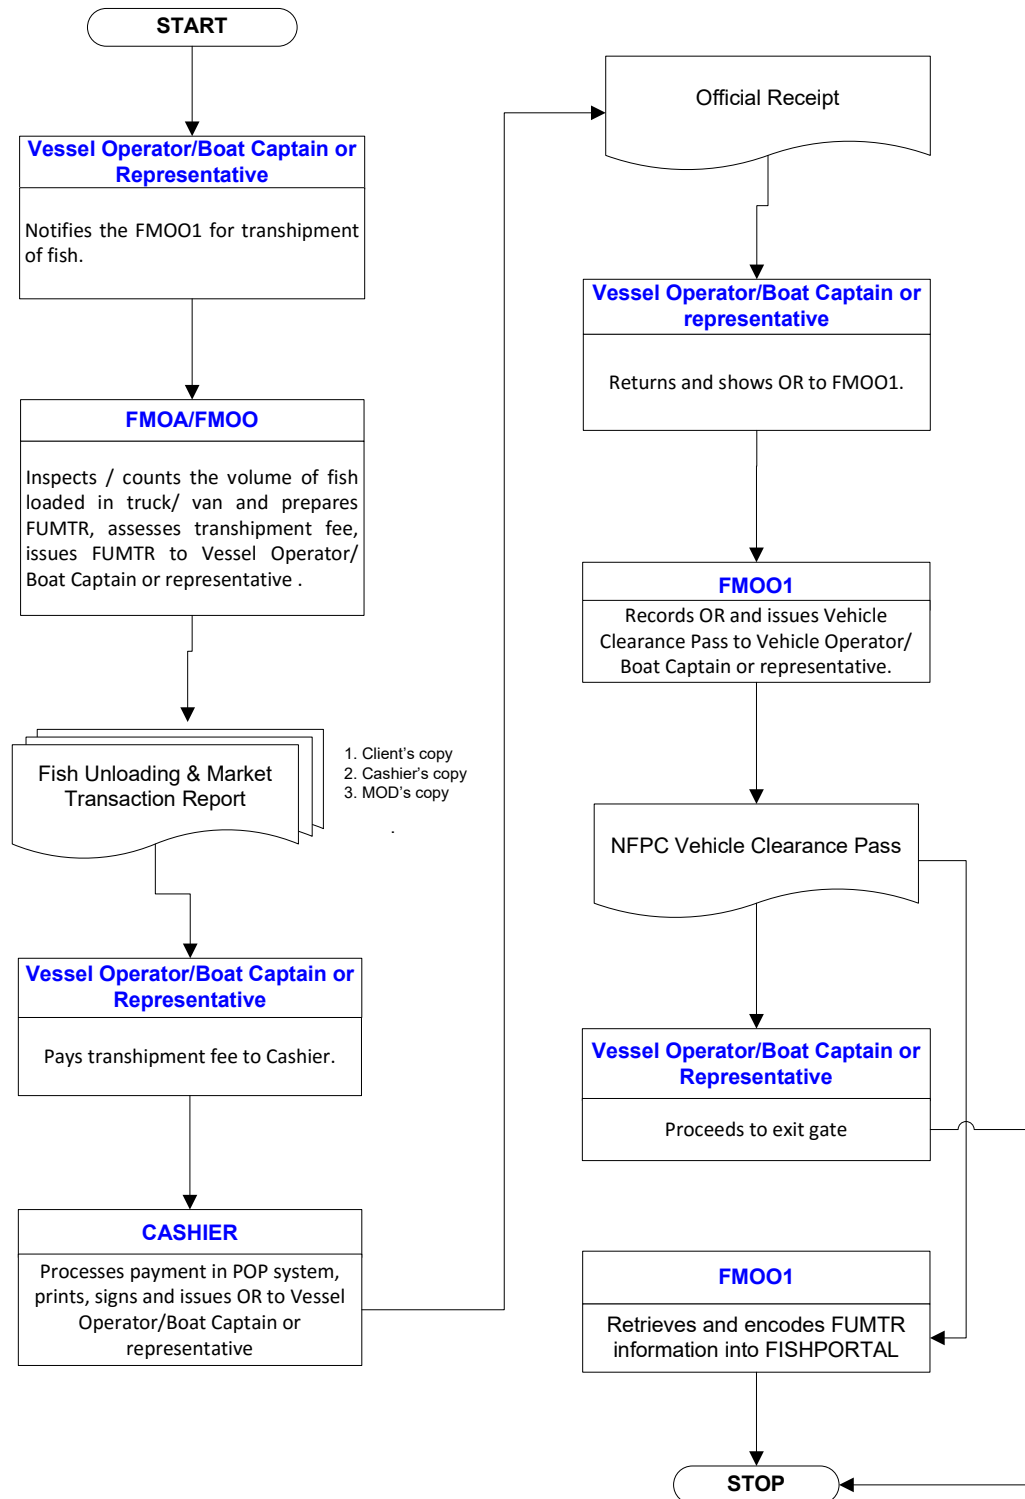 START
Vessel Operator/Boat Captain or
Representative
Notifies the FMOO1 for transhipment
of fish.
FMOA/FMOO
Inspects / counts the volume of fish
loaded in truck/ van and prepares
FUMTR, assesses transhipment fee,
issues FUMTR to Vessel Operator/
Boat Captain or representative .
Fish Unloading & Market
Transaction Report
1. Client's copy
2. Cashier's copy
3. MOD's copy
.
Vessel Operator/Boat Captain or
Representative
Pays transhipment fee to Cashier.
CASHIER
Processes payment in POP system,
prints, signs and issues OR to Vessel
Operator/Boat Captain or
representative
Official Receipt
Vessel Operator/Boat Captain or
representative
Returns and shows OR to FMOO1.
FMOO1
Records OR and issues Vehicle
Clearance Pass to Vehicle Operator/
Boat Captain or representative.
NFPC Vehicle Clearance Pass
Vessel Operator/Boat Captain or
Representative
Proceeds to exit gate
FMOO1
Retrieves and encodes FUMTR
information into FISHPORTAL
STOP